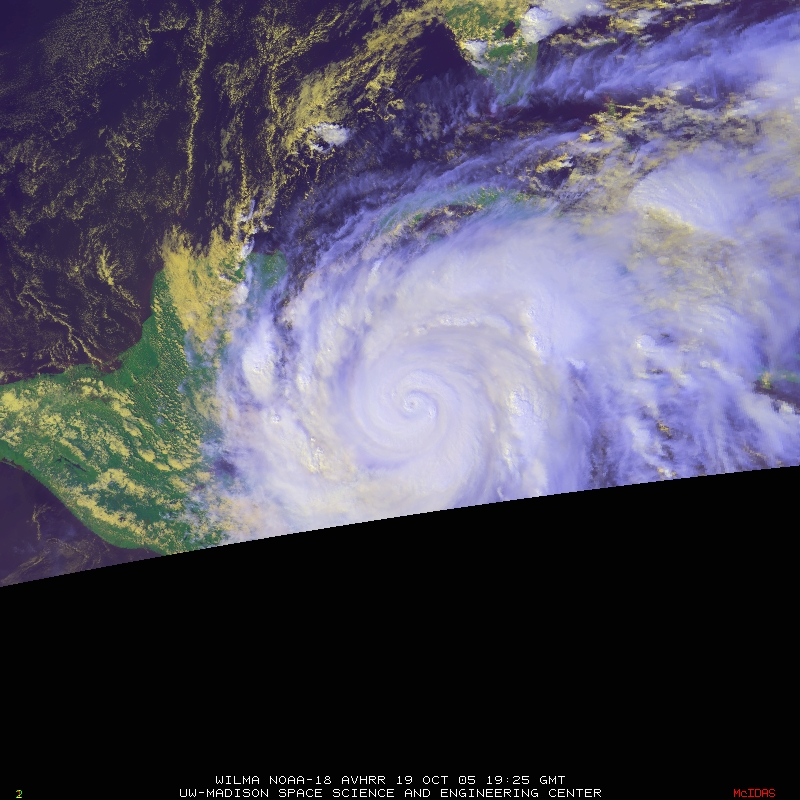 WILMA NOAA-18 AVHRR 19 OCT 05 19:25 GMT
2 UW-MADISON SPACE SCIENCE AND ENGINEERING CENTER McIDAS